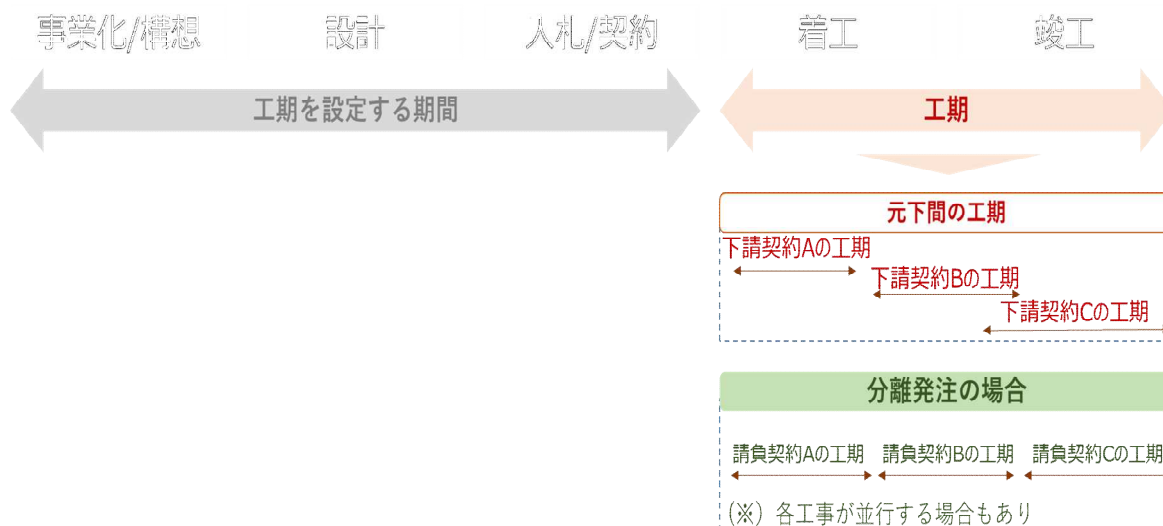 事業化/構想 設計 入札/契約 着工 竣工
工期を設定する期間 工期
元下間の工期
下請契約Aの工期
下請契約Bの工期
下請契約Cの工期
分離発注の場合
請負契約Aの工期 請負契約Bの工期 請負契約Cの工期
(※) 各工事が並行する場合もあり